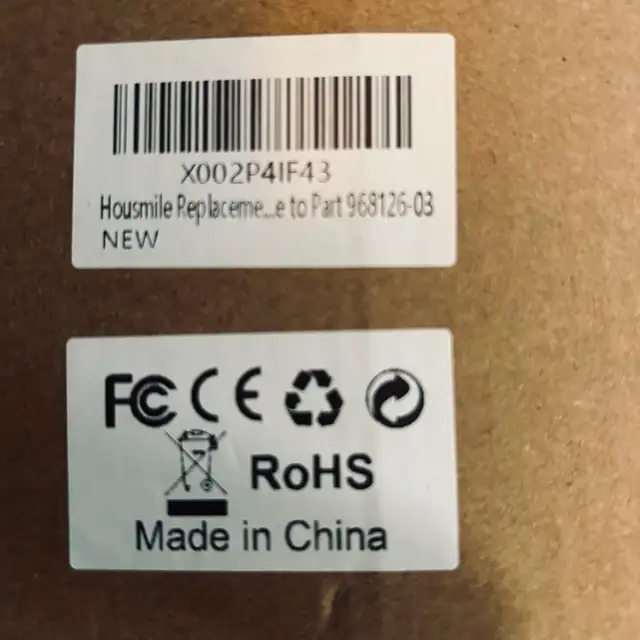 X002P4IF43
Housmile Replaceme...e to Part 968126-03
NEW
FC CE
RoHS
Made in China